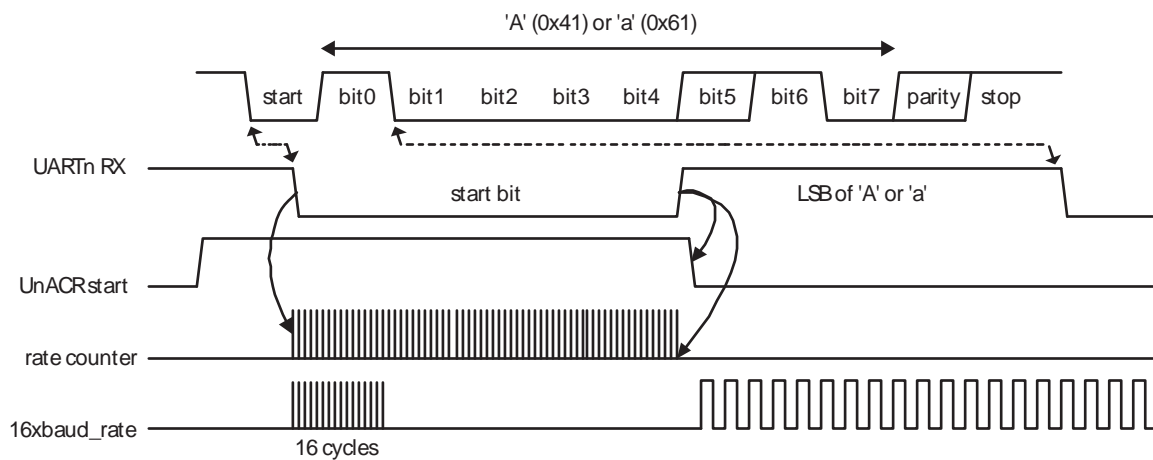 'A' (0x41) or 'a' (0x61)
start bit0 bit1 bit2 bit3 bit4 bit5 bit6 bit7 parity stop
UARTn RX
start bit
LSB of 'A' or 'a'
UnACRstart
rate counter
16xbaud_rate
16 cycles